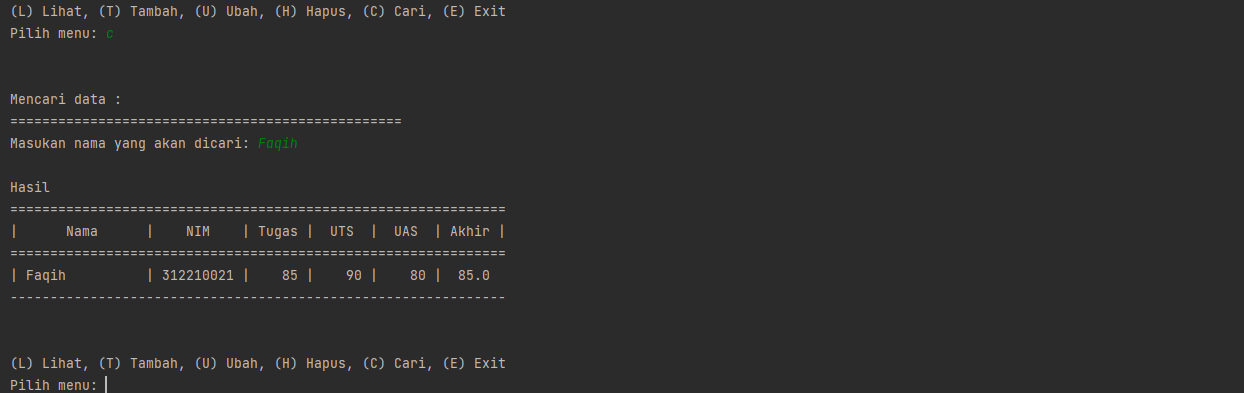 (L) Lihat, (T) Tambah, (U) Ubah, (H) Hapus, (C) Cari, (E) Exit
Pilih menu: c
Mencari data :
=================================================
Masukan nama yang akan dicari: Faqih
Hasil
==============================================================
|      Nama      |    NIM    | Tugas |  UTS  |  UAS  | Akhir |
==============================================================
| Faqih          | 312210021 |    85 |    90 |    80 |  85.0
--------------------------------------------------------------
(L) Lihat, (T) Tambah, (U) Ubah, (H) Hapus, (C) Cari, (E) Exit
Pilih menu: